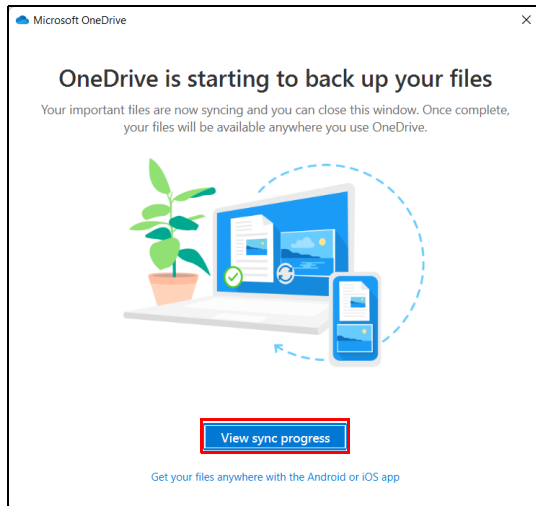 Microsoft OneDrive
OneDrive is starting to back up your files
Your important files are now syncing and you can close this window. Once complete,
your files will be available anywhere you use OneDrive.
View sync progress
Get your files anywhere with the Android or iOS app